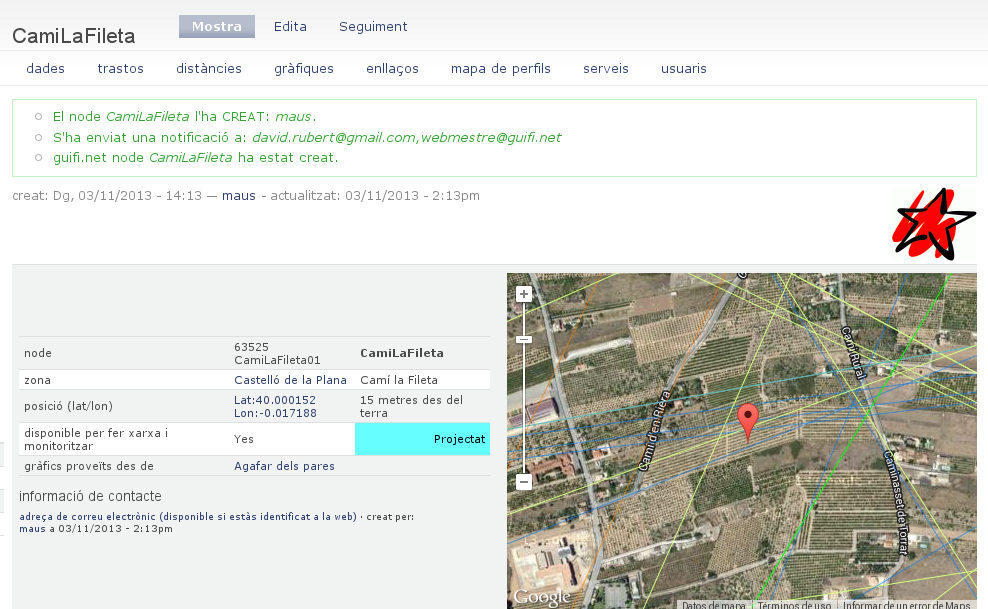 CamiLaFileta
Mostra Edita Seguiment
dades trastos distàncies gràfiques enllaços mapa de perfils serveis usuaris
El node CamiLaFileta l'ha CREAT: maus.
S'ha enviat una notificació a: david.rubert@gmail.com,webmestre@guifi.net
guifi.net node CamiLaFileta ha estat creat.
creat: Dg, 03/11/2013 - 14:13 — maus - actualitzat: 03/11/2013 - 2:13pm
node 63525 CamiLaFileta01 CamiLaFileta
zona Castelló de la Plana Camí la Fileta
posició (lat/lon) Lat:40.000152 Lon:-0.017188 15 metres des del terra
disponible per fer xarxa i monitoritzar Yes Projectat
gràfics proveïts des de Agafar dels pares
informació de contacte
adreça de correu electrònic (disponible si estàs identificat a la web) · creat per:
maus a 03/11/2013 - 2:13pm
Camí Rural
Camí d'en Riera
Caminasset de Torrar
Google
Datos de mapa Términos de uso Informar de un error de Maps